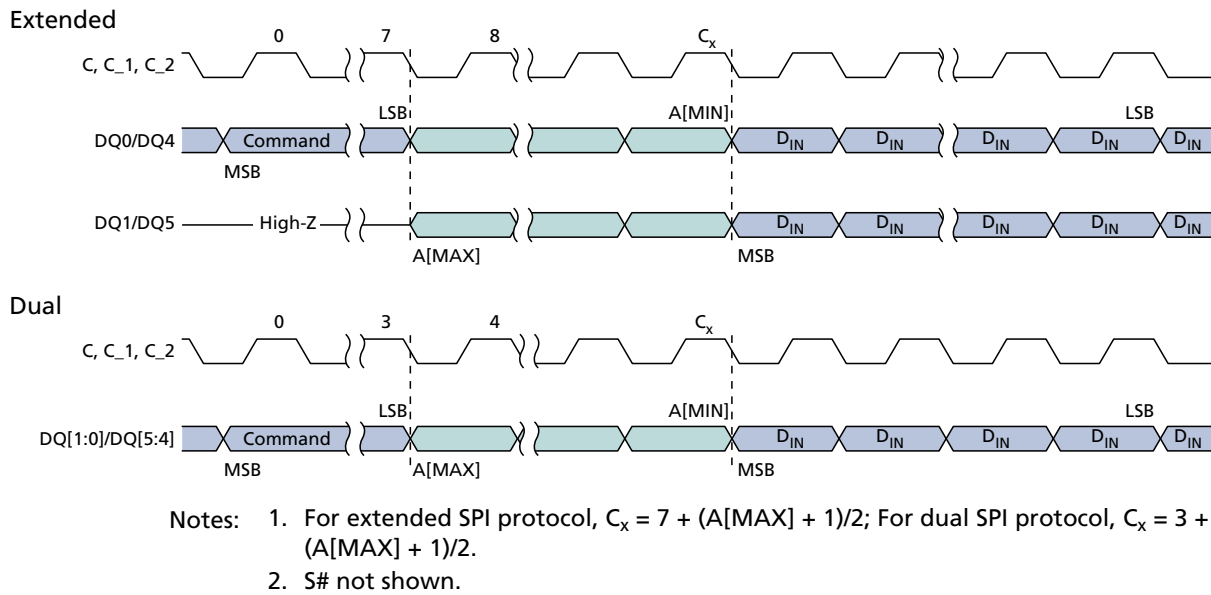 Extended
0 7 8 Cx
C, C_1, C_2
LSB A[MIN] LSB
DQ0/DQ4 Command DIN DIN DIN DIN DIN
MSB
DQ1/DQ5 High-Z DIN DIN DIN DIN DIN
A[MAX] MSB
Dual
0 3 4 Cx
C, C_1, C_2
LSB A[MIN] LSB
DQ[1:0]/DQ[5:4] Command DIN DIN DIN DIN DIN
MSB A[MAX] MSB
Notes: 1. For extended SPI protocol, Cx = 7 + (A[MAX] + 1)/2; For dual SPI protocol, Cx = 3 +
(A[MAX] + 1)/2.
2. S# not shown.